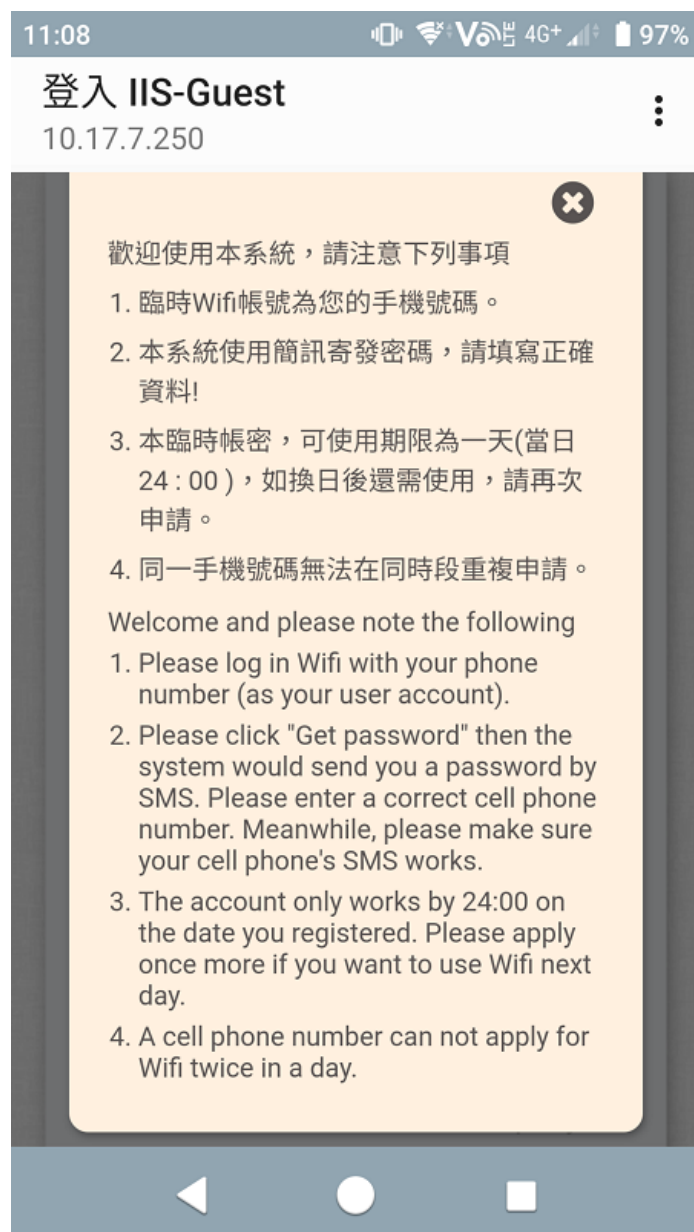 11:08
LTE 4G+ 97%
登入 IIS-Guest
10.17.7.250
歡迎使用本系統，請注意下列事項
1. 臨時Wifi帳號為您的手機號碼。
2. 本系統使用簡訊寄發密碼，請填寫正確
資料!
3. 本臨時帳密，可使用期限為一天(當日
24 : 00 )，如換日後還需使用，請再次
申請。
4. 同一手機號碼無法在同時段重複申請。
Welcome and please note the following
1. Please log in Wifi with your phone
number (as your user account).
2. Please click "Get password" then the
system would send you a password by
SMS. Please enter a correct cell phone
number. Meanwhile, please make sure
your cell phone's SMS works.
3. The account only works by 24:00 on
the date you registered. Please apply
once more if you want to use Wifi next
day.
4. A cell phone number can not apply for
Wifi twice in a day.